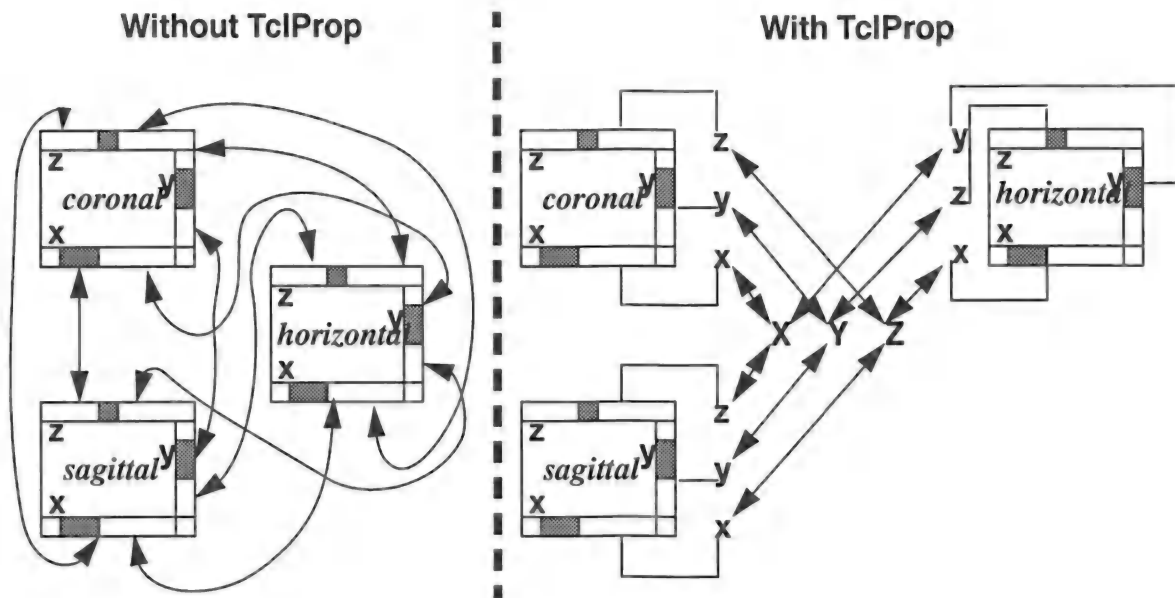 Without TclProp
z
y
coronal
x
z
y
horizontal
x
z
y
sagittal
x
With TclProp
z
y
coronal
x
z
y
x
y
z
x
z
y
horizontal
x
X Y Z
z
y
sagittal
x
z
y
x